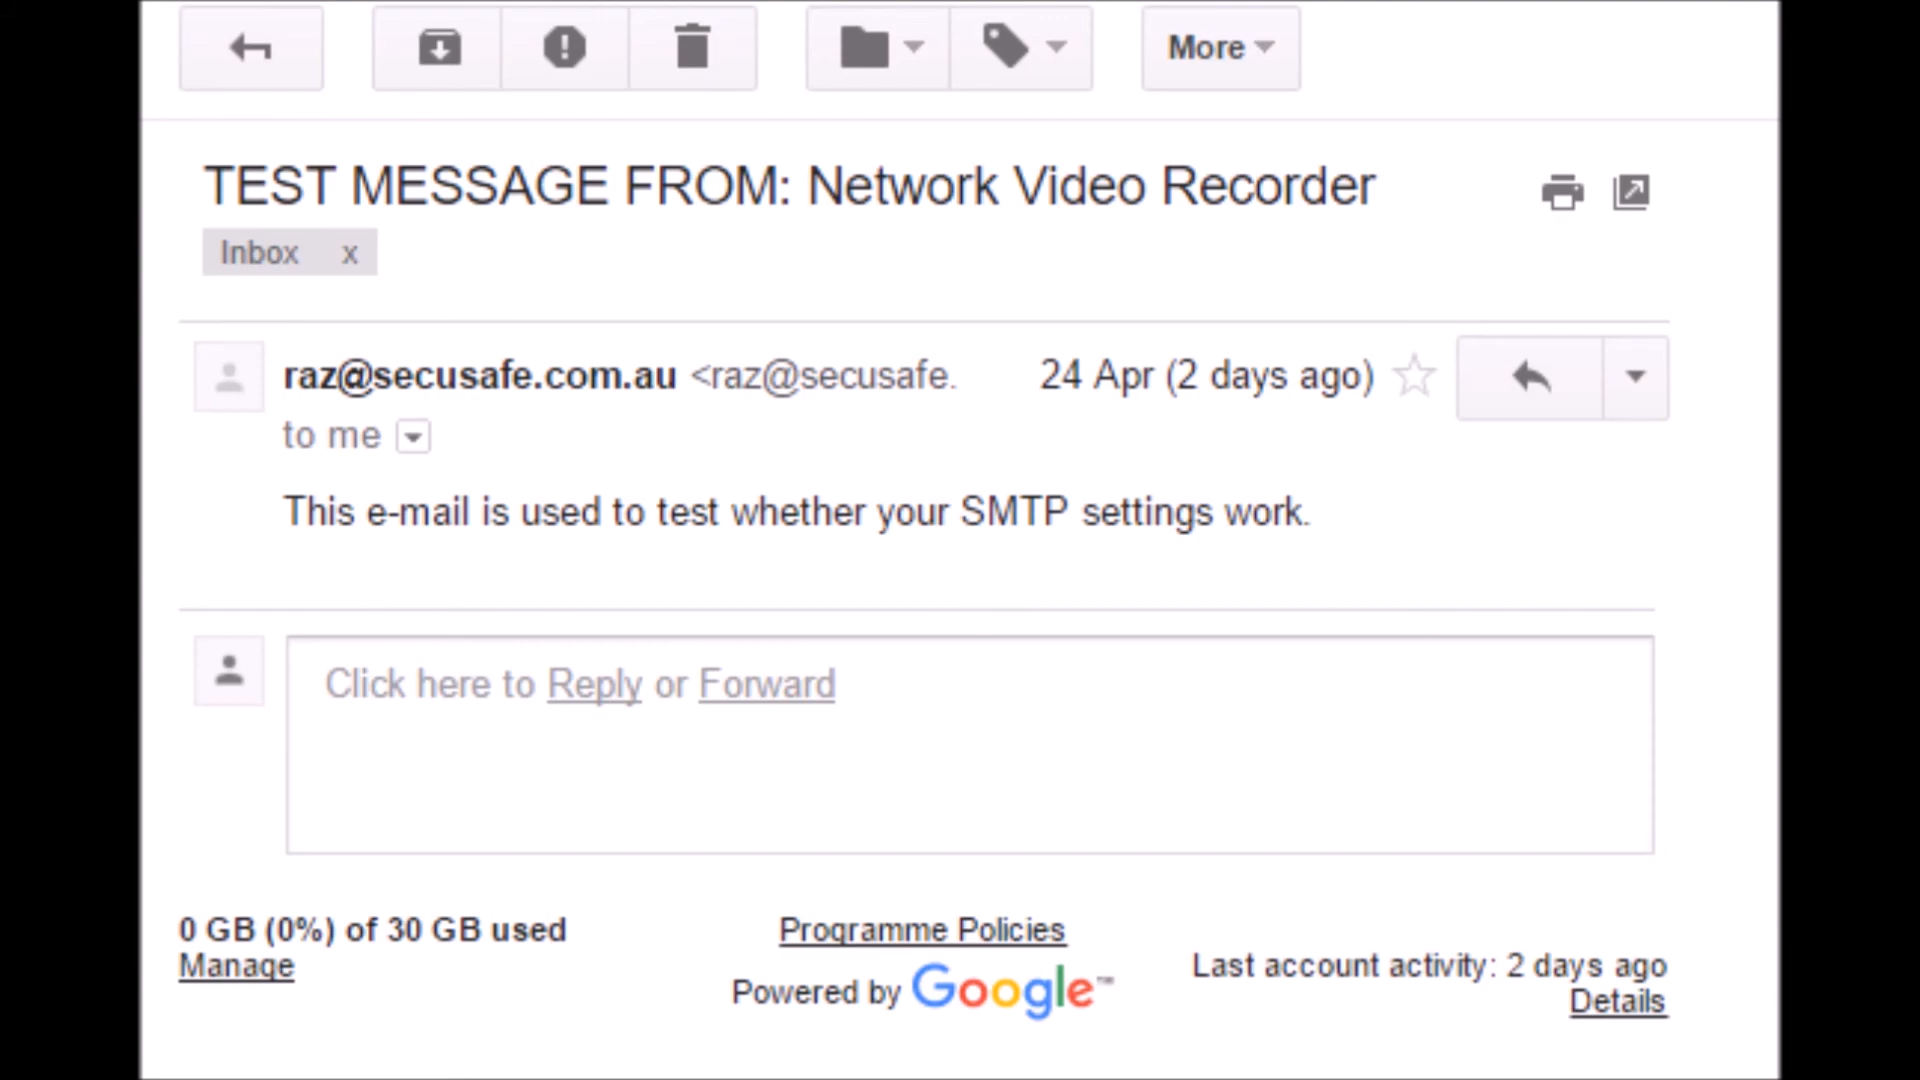 More
TEST MESSAGE FROM: Network Video Recorder
Inbox x
raz@secusafe.com.au <raz@secusafe. 24 Apr (2 days ago)
to me
This e-mail is used to test whether your SMTP settings work.
Click here to Reply or Forward
0 GB (0%) of 30 GB used
Manage
Programme Policies
Powered by Google™
Last account activity: 2 days ago
Details